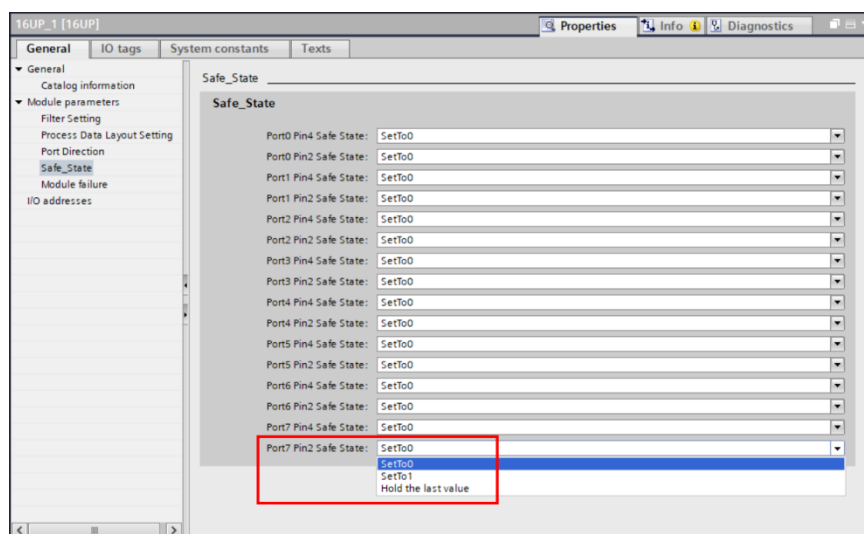 16UP_1 [16UP]
Properties Info Diagnostics
General IO tags System constants Texts
General
Catalog information
Module parameters
Filter Setting
Process Data Layout Setting
Port Direction
Safe_State
Module failure
I/O addresses
Safe_State
Safe_State
Port0 Pin4 Safe State: SetTo0
Port0 Pin2 Safe State: SetTo0
Port1 Pin4 Safe State: SetTo0
Port1 Pin2 Safe State: SetTo0
Port2 Pin4 Safe State: SetTo0
Port2 Pin2 Safe State: SetTo0
Port3 Pin4 Safe State: SetTo0
Port3 Pin2 Safe State: SetTo0
Port4 Pin4 Safe State: SetTo0
Port4 Pin2 Safe State: SetTo0
Port5 Pin4 Safe State: SetTo0
Port5 Pin2 Safe State: SetTo0
Port6 Pin4 Safe State: SetTo0
Port6 Pin2 Safe State: SetTo0
Port7 Pin4 Safe State: SetTo0
Port7 Pin2 Safe State: SetTo0
SetTo0
SetTo1
Hold the last value